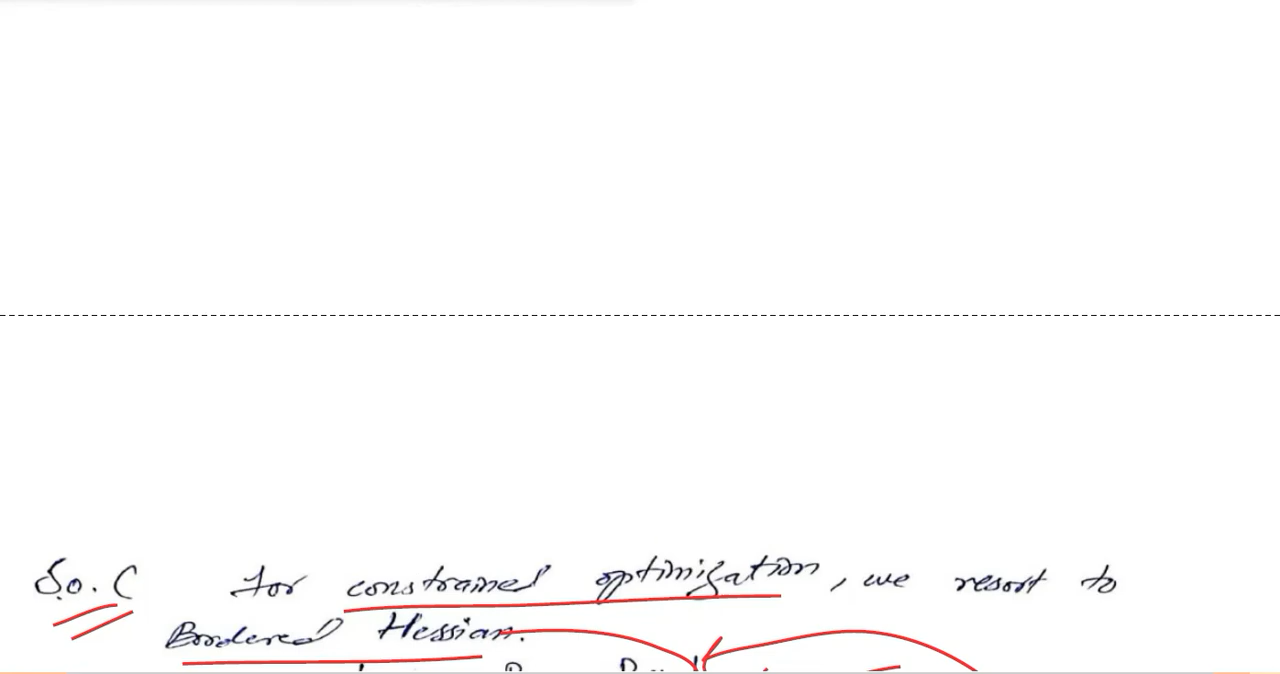 S.o.C for constrained optimization, we resort to
Bordered Hessian.